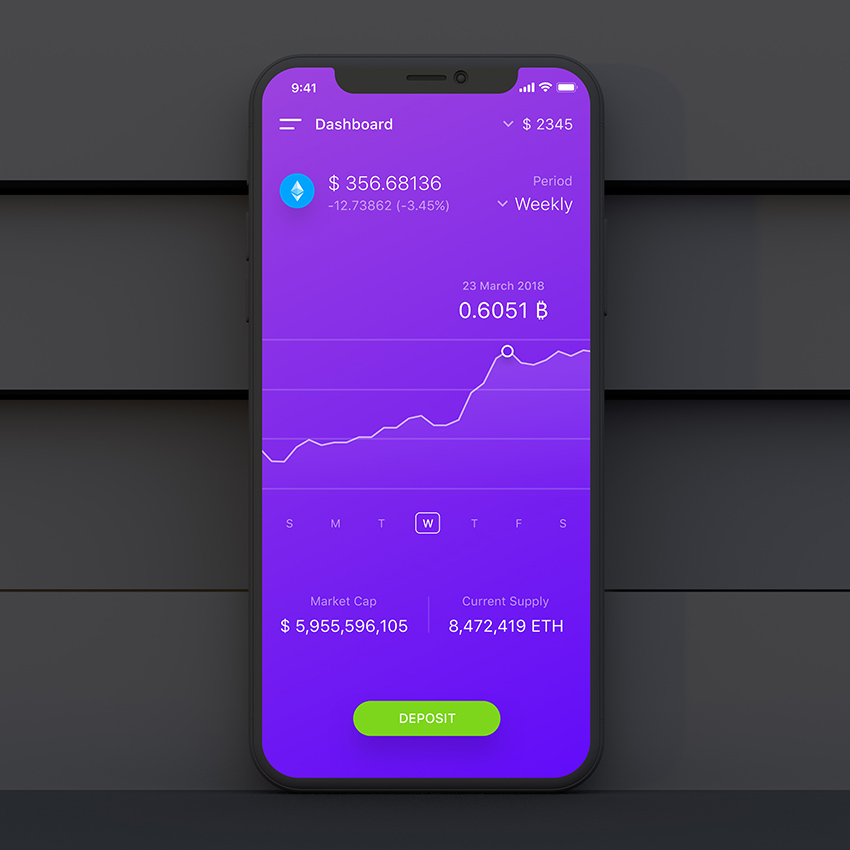 9:41
Dashboard
$ 2345
$ 356.68136
-12.73862 (-3.45%)
Period
Weekly
23 March 2018
0.6051 ₿
S M T W T F S
Market Cap
$ 5,955,596,105
Current Supply
8,472,419 ETH
DEPOSIT